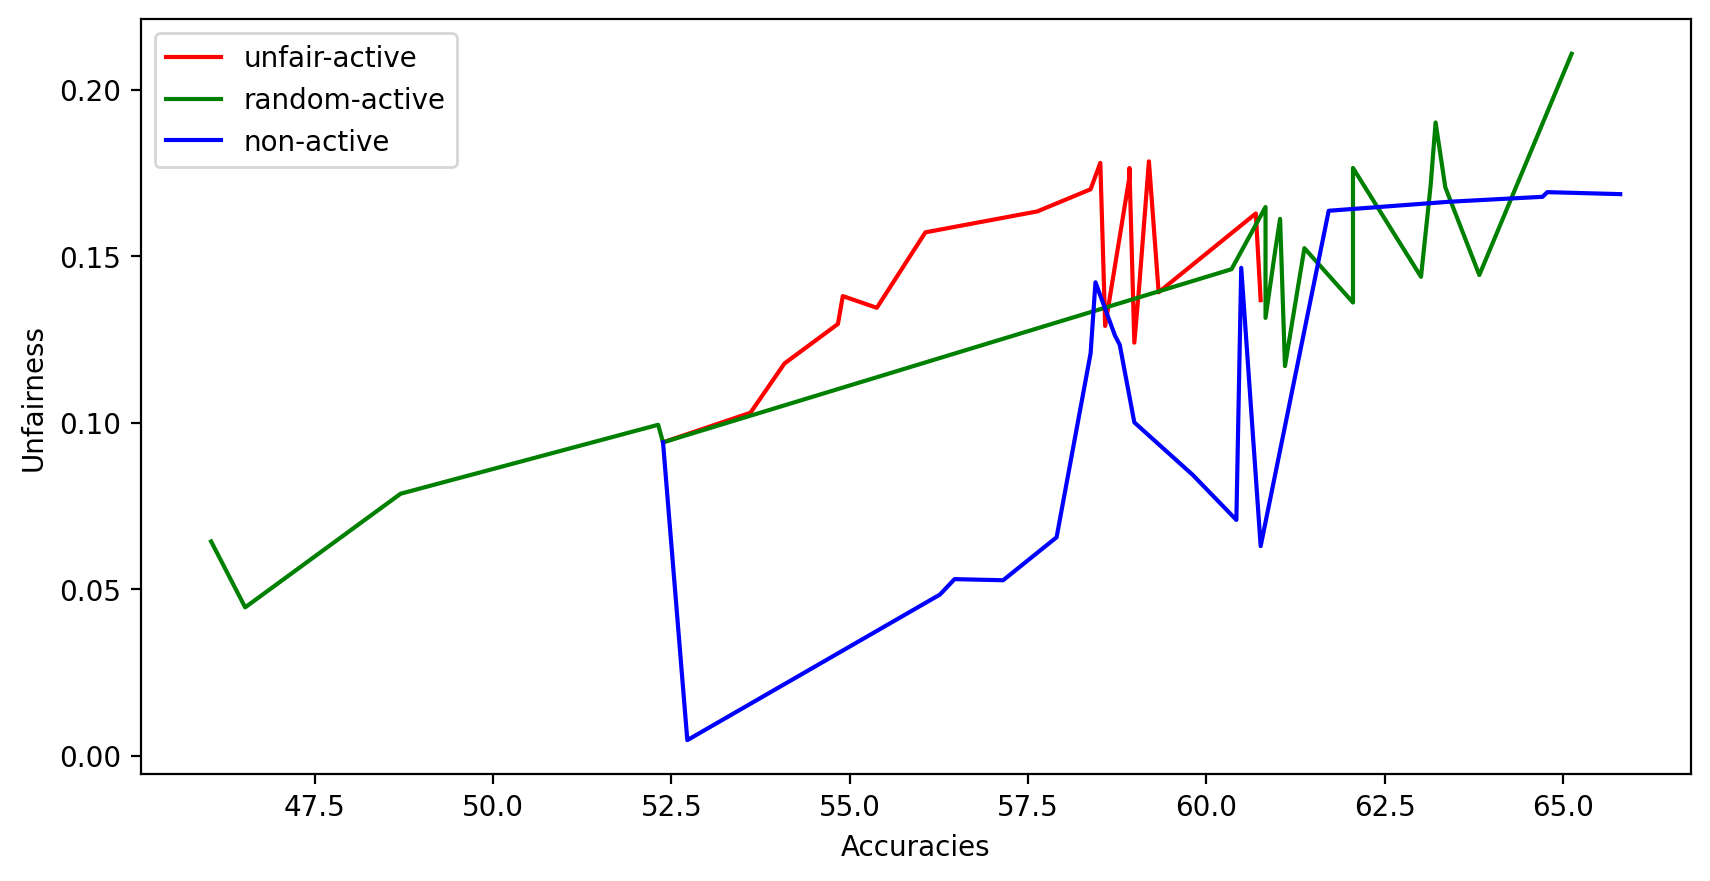 unfair-active
random-active
non-active
0.20
0.15
0.10
0.05
0.00
Unfairness
47.5 50.0 52.5 55.0 57.5 60.0 62.5 65.0
Accuracies